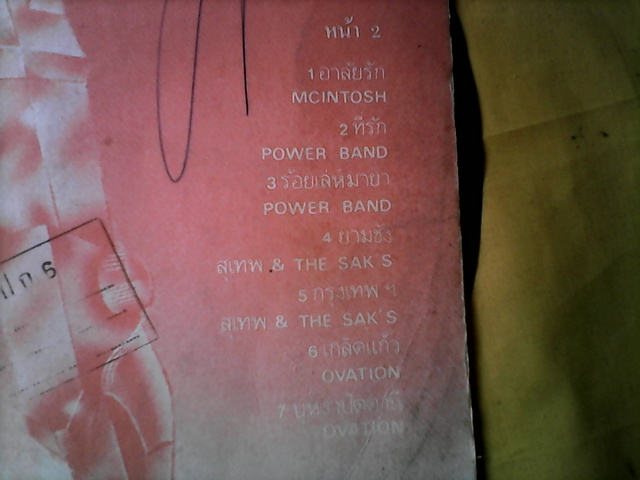 หน้า 2
1 อาลัยรัก
MCINTOSH
2 ที่รัก
POWER BAND
3 ร้อยเล่ห์มายา
POWER BAND
4 ยามชัง
สุเทพ & THE SAK'S
5 กรุงเทพ ฯ
สุเทพ & THE SAK'S
6 เกล็ดแก้ว
OVATION
7
OVATION